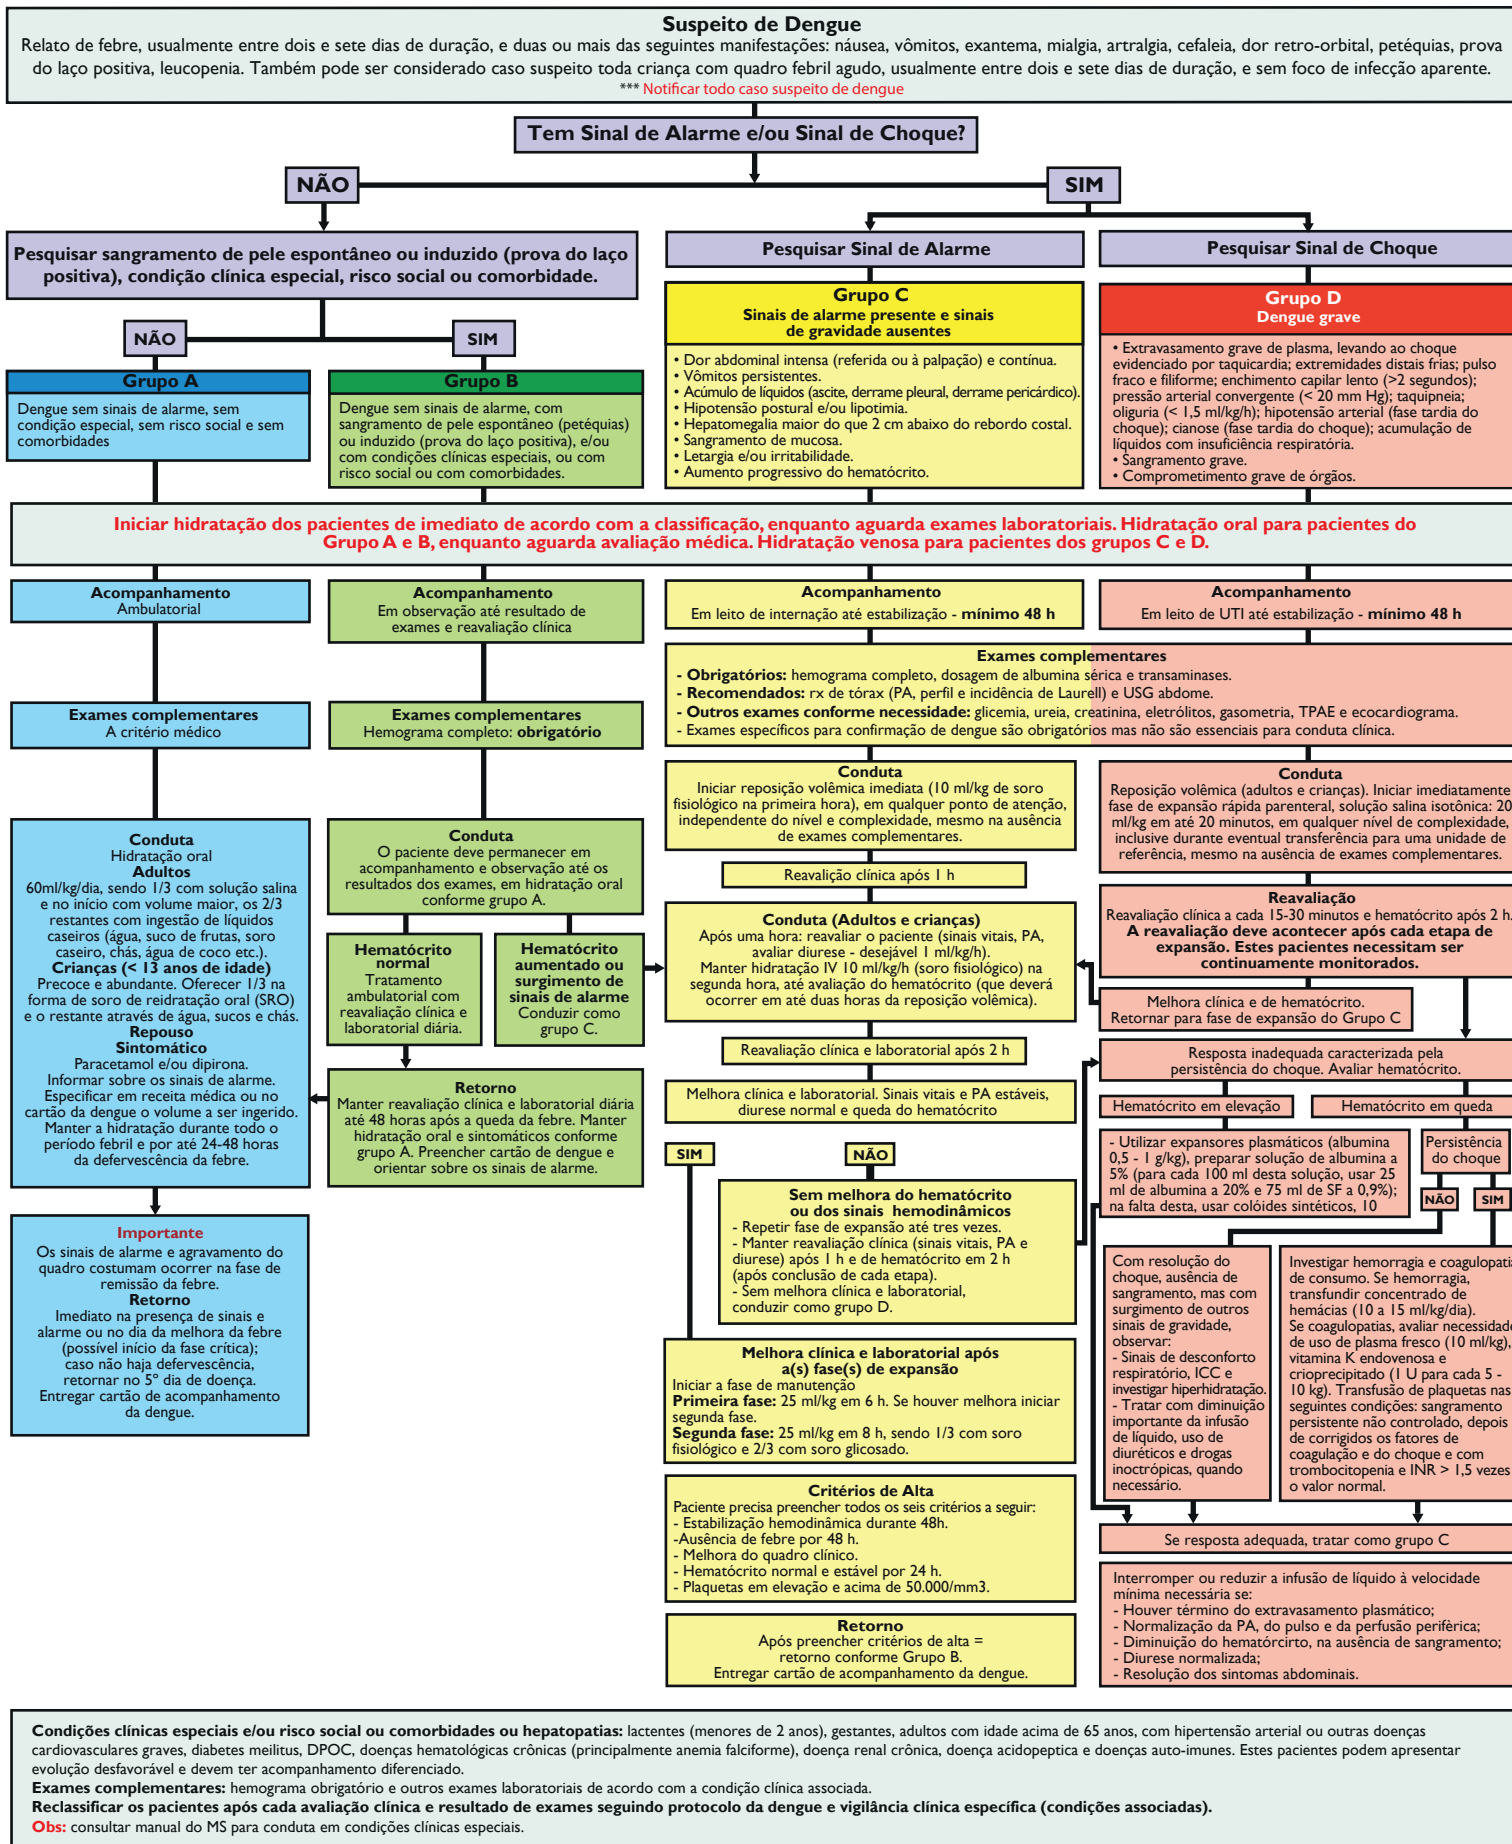 Suspeito de Dengue
Relato de febre, usualmente entre dois e sete dias de duração, e duas ou mais das seguintes manifestações: náusea, vômitos, exantema, mialgia, artralgia, cefaleia, dor retro-orbital, petéquias, prova
do laço positiva, leucopenia. Também pode ser considerado caso suspeito toda criança com quadro febril agudo, usualmente entre dois e sete dias de duração, e sem foco de infecção aparente.
*** Notificar todo caso suspeito de dengue
Tem Sinal de Alarme e/ou Sinal de Choque?
NÃO
SIM
Pesquisar sangramento de pele espontâneo ou induzido (prova do laço
positiva), condição clínica especial, risco social ou comorbidade.
NÃO
SIM
Grupo A
Dengue sem sinais de alarme, sem
condição especial, sem risco social e sem
comorbidades
Grupo B
Dengue sem sinais de alarme, com
sangramento de pele espontâneo (petéquias)
ou induzido (prova do laço positiva), e/ou
com condições clínicas especiais, ou com
risco social ou com comorbidades.
Pesquisar Sinal de Alarme
Grupo C
Sinais de alarme presente e sinais
de gravidade ausentes
• Dor abdominal intensa (referida ou à palpação) e contínua.
• Vômitos persistentes.
• Acúmulo de líquidos (ascite, derrame pleural, derrame pericárdico).
• Hipotensão postural e/ou lipotimia.
• Hepatomegalia maior do que 2 cm abaixo do rebordo costal.
• Sangramento de mucosa.
• Letargia e/ou irritabilidade.
• Aumento progressivo do hematócrito.
Pesquisar Sinal de Choque
Grupo D
Dengue grave
• Extravasamento grave de plasma, levando ao choque
evidenciado por taquicardia; extremidades distais frias; pulso
fraco e filiforme; enchimento capilar lento (>2 segundos);
pressão arterial convergente (< 20 mm Hg); taquipneia;
oliguria (< 1,5 ml/kg/h); hipotensão arterial (fase tardia do
choque); cianose (fase tardia do choque); acumulação de
líquidos com insuficiência respiratória.
• Sangramento grave.
• Comprometimento grave de órgãos.
Iniciar hidratação dos pacientes de imediato de acordo com a classificação, enquanto aguarda exames laboratoriais. Hidratação oral para pacientes do
Grupo A e B, enquanto aguarda avaliação médica. Hidratação venosa para pacientes dos grupos C e D.
Acompanhamento
Ambulatorial
Exames complementares
A critério médico
Conduta
Hidratação oral
Adultos
60ml/kg/dia, sendo 1/3 com solução salina
e no início com volume maior, os 2/3
restantes com ingestão de líquidos
caseiros (água, suco de frutas, soro
caseiro, chás, água de coco etc.).
Crianças (< 13 anos de idade)
Precoce e abundante. Oferecer 1/3 na
forma de soro de reidratação oral (SRO)
e o restante através de água, sucos e chás.
Repouso
Sintomático
Paracetamol e/ou dipirona.
Informar sobre os sinais de alarme.
Especificar em receita médica ou no
cartão da dengue o volume a ser ingerido.
Manter a hidratação durante todo o
período febril e por até 24-48 horas
da defervescência da febre.
Importante
Os sinais de alarme e agravamento do
quadro costumam ocorrer na fase de
remissão da febre.
Retorno
Imediato na presença de sinais e
alarme ou no dia da melhora da febre
(possível início da fase crítica);
caso não haja defervescência,
retornar no 5º dia de doença.
Entregar cartão de acompanhamento
da dengue.
Acompanhamento
Em observação até resultado de
exames e reavaliação clínica
Exames complementares
Hemograma completo: obrigatório
Conduta
O paciente deve permanecer em
acompanhamento e observação até os
resultados dos exames, em hidratação oral
conforme grupo A.
Hematócrito
normal
Tratamento
ambulatorial com
reavaliação clínica e
laboratorial diária.
Hematócrito
aumentado ou
surgimento de
sinais de alarme
Conduzir como
grupo C.
Retorno
Manter reavaliação clínica e laboratorial diária
até 48 horas após a queda da febre. Manter
hidratação oral e sintomáticos conforme
grupo A. Preencher cartão de dengue e
orientar sobre os sinais de alarme.
Acompanhamento
Em leito de internação até estabilização - mínimo 48 h
Acompanhamento
Em leito de UTI até estabilização - mínimo 48 h
Exames complementares
- Obrigatórios: hemograma completo, dosagem de albumina sérica e transaminases.
- Recomendados: rx de tórax (PA, perfil e incidência de Laurell) e USG abdome.
- Outros exames conforme necessidade: glicemia, ureia, creatinina, eletrólitos, gasometria, TPAE e ecocardiograma.
- Exames específicos para confirmação de dengue são obrigatórios mas não são essenciais para conduta clínica.
Conduta
Iniciar reposição volêmica imediata (10 ml/kg de soro
fisiológico na primeira hora), em qualquer ponto de atenção,
independente do nível e complexidade, mesmo na ausência
de exames complementares.
Reavalição clínica após 1 h
Conduta (Adultos e crianças)
Após uma hora: reavaliar o paciente (sinais vitais, PA,
avaliar diurese - desejável 1 ml/kg/h).
Manter hidratação IV 10 ml/kg/h (soro fisiológico) na
segunda hora, até avaliação do hematócrito (que deverá
ocorrer em até duas horas da reposição volêmica).
Reavaliação clínica e laboratorial após 2 h
Melhora clínica e laboratorial. Sinais vitais e PA estáveis,
diurese normal e queda do hematócrito
SIM
NÃO
Sem melhora do hematócrito
ou dos sinais hemodinâmicos
- Repetir fase de expansão até três vezes.
- Manter reavaliação clínica (sinais vitais, PA e
diurese) após 1 h e de hematócrito em 2 h
(após conclusão de cada etapa).
- Sem melhora clínica e laboratorial,
conduzir como grupo D.
Melhora clínica e laboratorial após
a(s) fase(s) de expansão
Iniciar a fase de manutenção
Primeira fase: 25 ml/kg em 6 h. Se houver melhora iniciar
segunda fase.
Segunda fase: 25 ml/kg em 8 h, sendo 1/3 com soro
fisiológico e 2/3 com soro glicosado.
Critérios de Alta
Paciente precisa preencher todos os seis critérios a seguir:
- Estabilização hemodinâmica durante 48h.
-Ausência de febre por 48 h.
- Melhora do quadro clínico.
- Hematócrito normal e estável por 24 h.
- Plaquetas em elevação e acima de 50.000/mm3.
Retorno
Após preencher critérios de alta =
retorno conforme Grupo B.
Entregar cartão de acompanhamento da dengue.
Conduta
Reposição volêmica (adultos e crianças). Iniciar imediatamente
fase de expansão rápida parenteral, solução salina isotônica: 20
ml/kg em até 20 minutos, em qualquer nível de complexidade,
inclusive durante eventual transferência para uma unidade de
referência, mesmo na ausência de exames complementares.
Reavaliação
Reavaliação clínica a cada 15-30 minutos e hematócrito após 2 h.
A reavaliação deve acontecer após cada etapa de
expansão. Estes pacientes necessitam ser
continuamente monitorados.
Melhora clínica e de hematócrito.
Retornar para fase de expansão do Grupo C
Resposta inadequada caracterizada pela
persistência do choque. Avaliar hematócrito.
Hematócrito em elevação
Hematócrito em queda
- Utilizar expansores plasmáticos (albumina
0,5 - 1 g/kg), preparar solução de albumina a
5% (para cada 100 ml desta solução, usar 25
ml de albumina a 20% e 75 ml de SF a 0,9%);
na falta desta, usar colóides sintéticos, 10
Persistência
do choque
NÃO
SIM
Com resolução do
choque, ausência de
sangramento, mas com
surgimento de outros
sinais de gravidade,
observar:
- Sinais de desconforto
respiratório, ICC e
investigar hiperhidratação.
- Tratar com diminuição
importante da infusão
de líquido, uso de
diuréticos e drogas
inoctrópicas, quando
necessário.
Investigar hemorragia e coagulopatia
de consumo. Se hemorragia,
transfundir concentrado de
hemácias (10 a 15 ml/kg/dia).
Se coagulopatias, avaliar necessidade
de uso de plasma fresco (10 ml/kg),
vitamina K endovenosa e
crioprecipitado (1 U para cada 5 -
10 kg). Transfusão de plaquetas nas
seguintes condições: sangramento
persistente não controlado, depois
de corrigidos os fatores de
coagulação e do choque e com
trombocitopenia e INR > 1,5 vezes
o valor normal.
Se resposta adequada, tratar como grupo C
Interromper ou reduzir a infusão de líquido à velocidade
mínima necessária se:
- Houver término do extravasamento plasmático;
- Normalização da PA, do pulso e da perfusão perifèrica;
- Diminuição do hematórcirto, na ausência de sangramento;
- Diurese normalizada;
- Resolução dos sintomas abdominais.
Condições clínicas especiais e/ou risco social ou comorbidades ou hepatopatias: lactentes (menores de 2 anos), gestantes, adultos com idade acima de 65 anos, com hipertensão arterial ou outras doenças
cardiovasculares graves, diabetes meilitus, DPOC, doenças hematológicas crônicas (principalmente anemia falciforme), doença renal crônica, doença acidopeptica e doenças auto-imunes. Estes pacientes podem apresentar
evolução desfavorável e devem ter acompanhamento diferenciado.
Exames complementares: hemograma obrigatório e outros exames laboratoriais de acordo com a condição clínica associada.
Reclassificar os pacientes após cada avaliação clínica e resultado de exames seguindo protocolo da dengue e vigilância clínica específica (condições associadas).
Obs: consultar manual do MS para conduta em condições clínicas especiais.